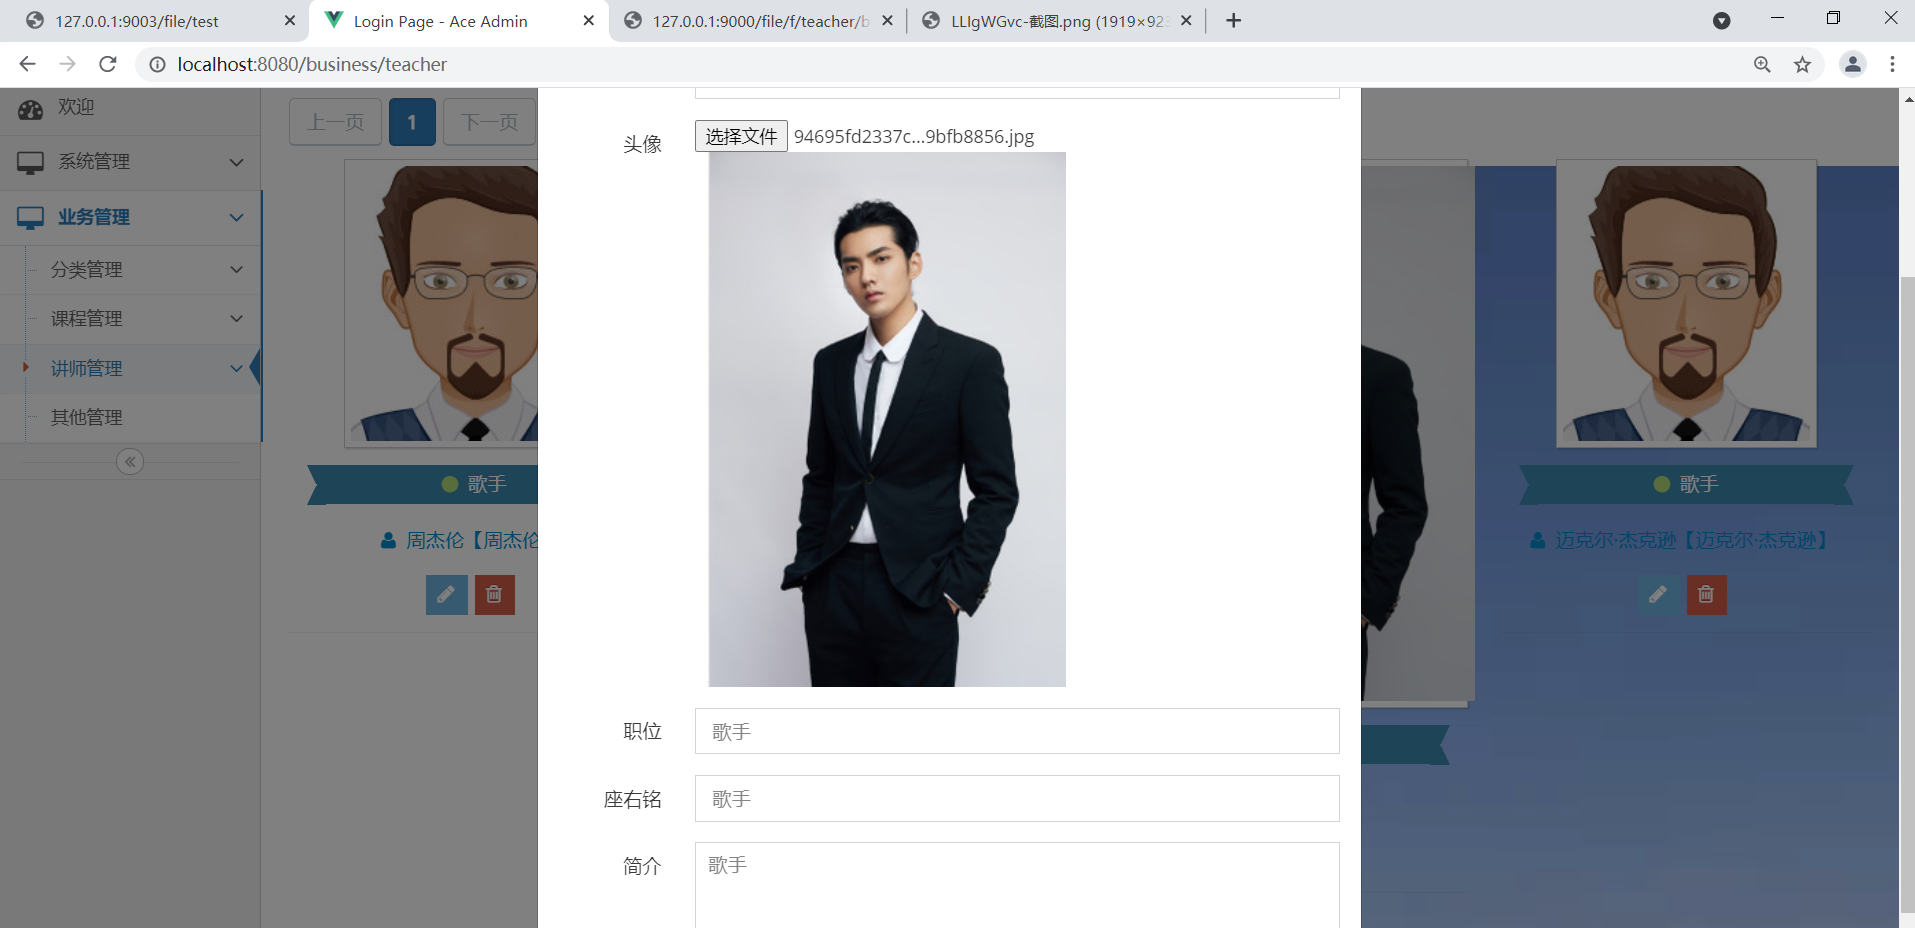 127.0.0.1:9003/file/test
Login Page - Ace Admin
127.0.0.1:9000/file/f/teacher/b
LLIgWGvc-截图.png (1919×923
localhost:8080/business/teacher
欢迎
系统管理
业务管理
分类管理
课程管理
讲师管理
其他管理
上一页
1
下一页
歌手
周杰伦【周杰伦
头像
选择文件 94695fd2337c...9bfb8856.jpg
职位
歌手
座右铭
歌手
简介
歌手
歌手
迈克尔·杰克逊【迈克尔·杰克逊】